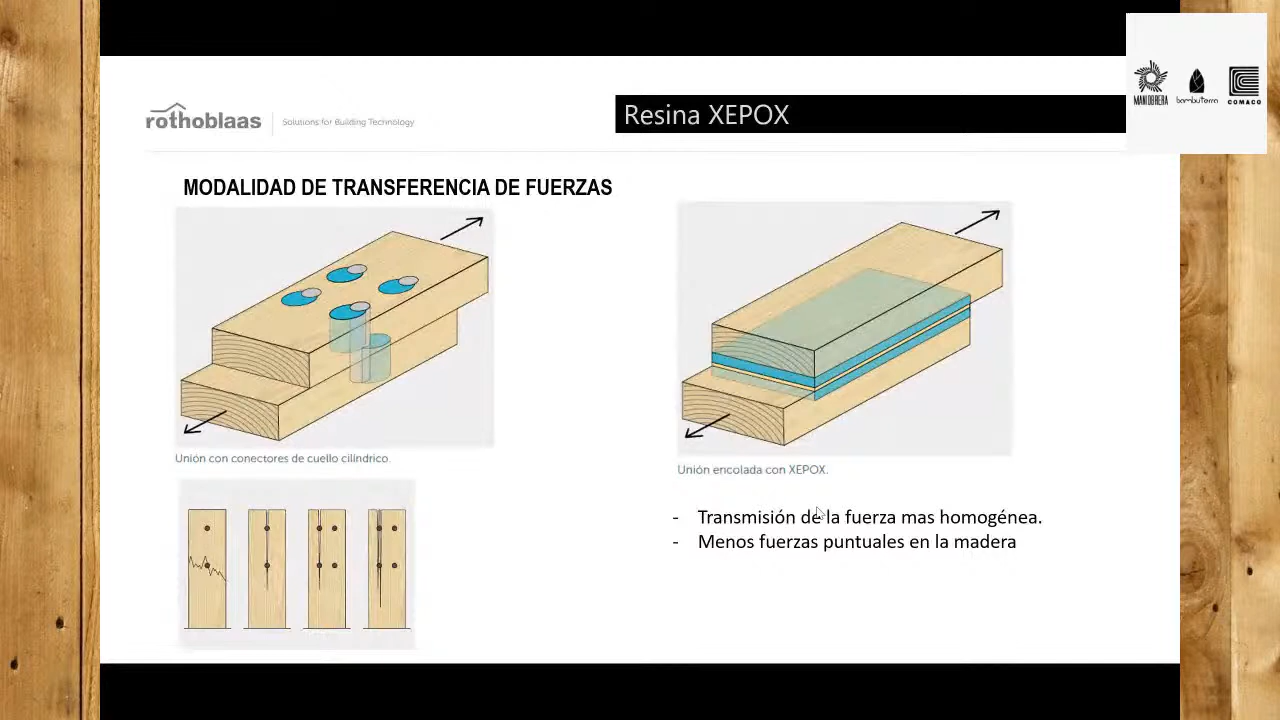 rothoblaas
Solutions for Building Technology
Resina XEPOX
MANIOBRERA
bambuterra
COMACO
MODALIDAD DE TRANSFERENCIA DE FUERZAS
Unión con conectores de cuello cilíndrico.
Unión encolada con XEPOX.
- Transmisión de la fuerza mas homogénea.
- Menos fuerzas puntuales en la madera